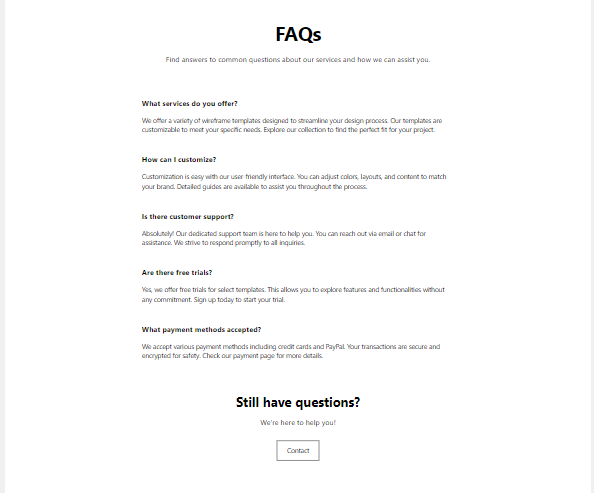 FAQs
Find answers to common questions about our services and how we can assist you.
What services do you offer?
We offer a variety of wireframe templates designed to streamline your design process. Our templates are
customizable to meet your specific needs. Explore our collection to find the perfect fit for your project.
How can I customize?
Customization is easy with our user friendly interface. You can adjust colors, layouts, and content to match
your brand. Detailed guides are available to assist you throughout the process.
Is there customer support?
Absolutely! Our dedicated support team is here to help you. You can reach out via email or chat for
assistance. We strive to respond promptly to all inquiries.
Are there free trials?
Yes, we offer free trials for select templates. This allows you to explore features and functionalities without
any commitment. Sign up today to start your trial.
What payment methods accepted?
We accept various payment methods including credit cards and PayPal. Your transactions are secure and
encrypted for safety. Check our payment page for more details.
Still have questions?
We're here to help you!
Contact